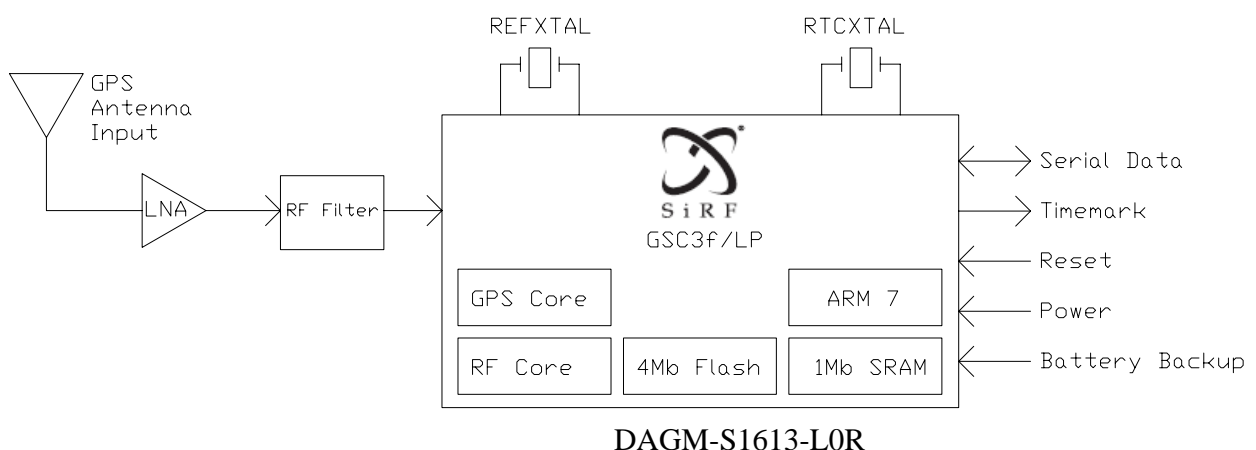 REFXTAL
RTCXTAL
GPS
Antenna
Input
LNA
RF Filter
SiRF
®
GSC3f/LP
GPS Core
ARM 7
RF Core
4Mb Flash
1Mb SRAM
Serial Data
Timemark
Reset
Power
Battery Backup
DAGM-S1613-L0R